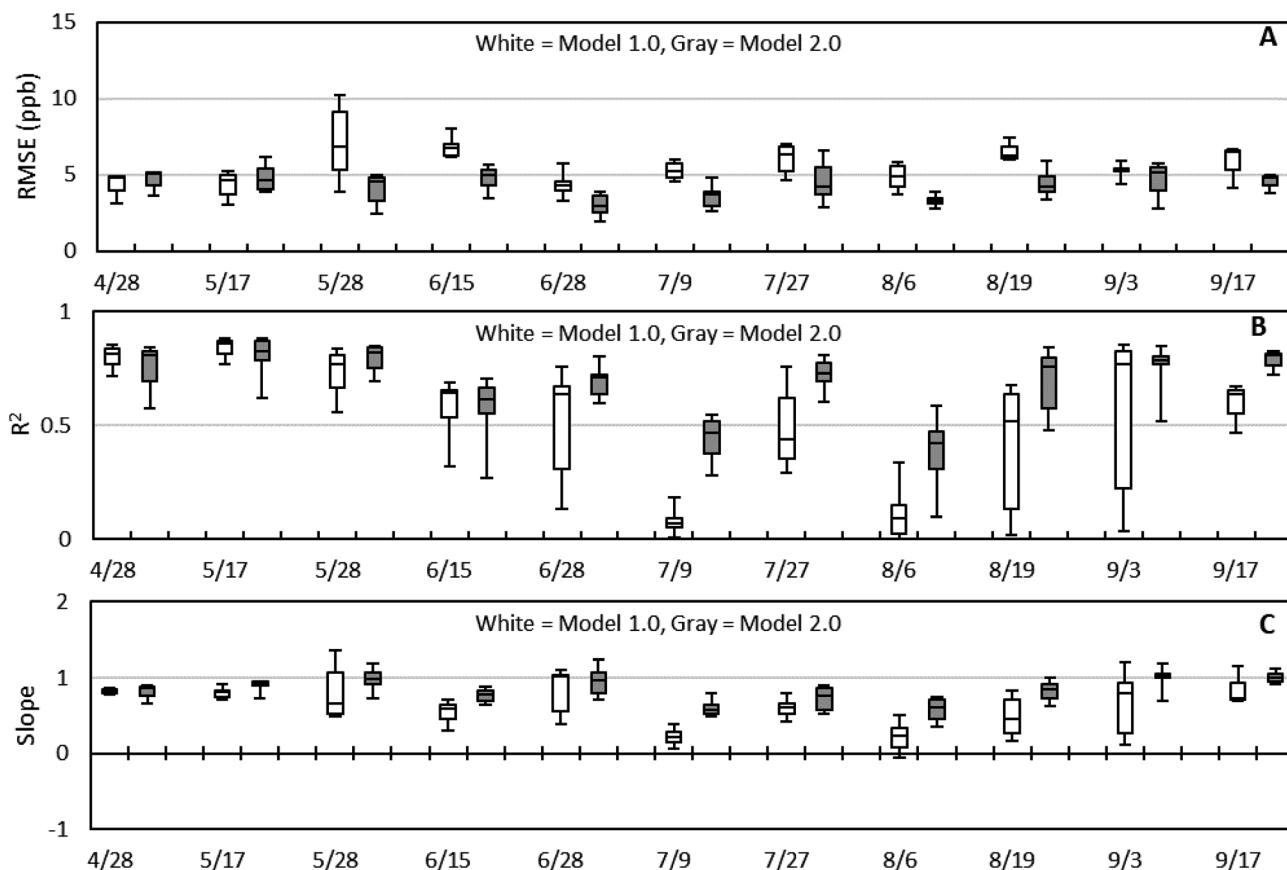 15
White = Model 1.0, Gray = Model 2.0
A
10
RMSE (ppb)
5
0
4/28 5/17 5/28 6/15 6/28 7/9 7/27 8/6 8/19 9/3 9/17
1
White = Model 1.0, Gray = Model 2.0
B
R²
0.5
0
4/28 5/17 5/28 6/15 6/28 7/9 7/27 8/6 8/19 9/3 9/17
2
White = Model 1.0, Gray = Model 2.0
C
1
Slope
0
-1
4/28 5/17 5/28 6/15 6/28 7/9 7/27 8/6 8/19 9/3 9/17